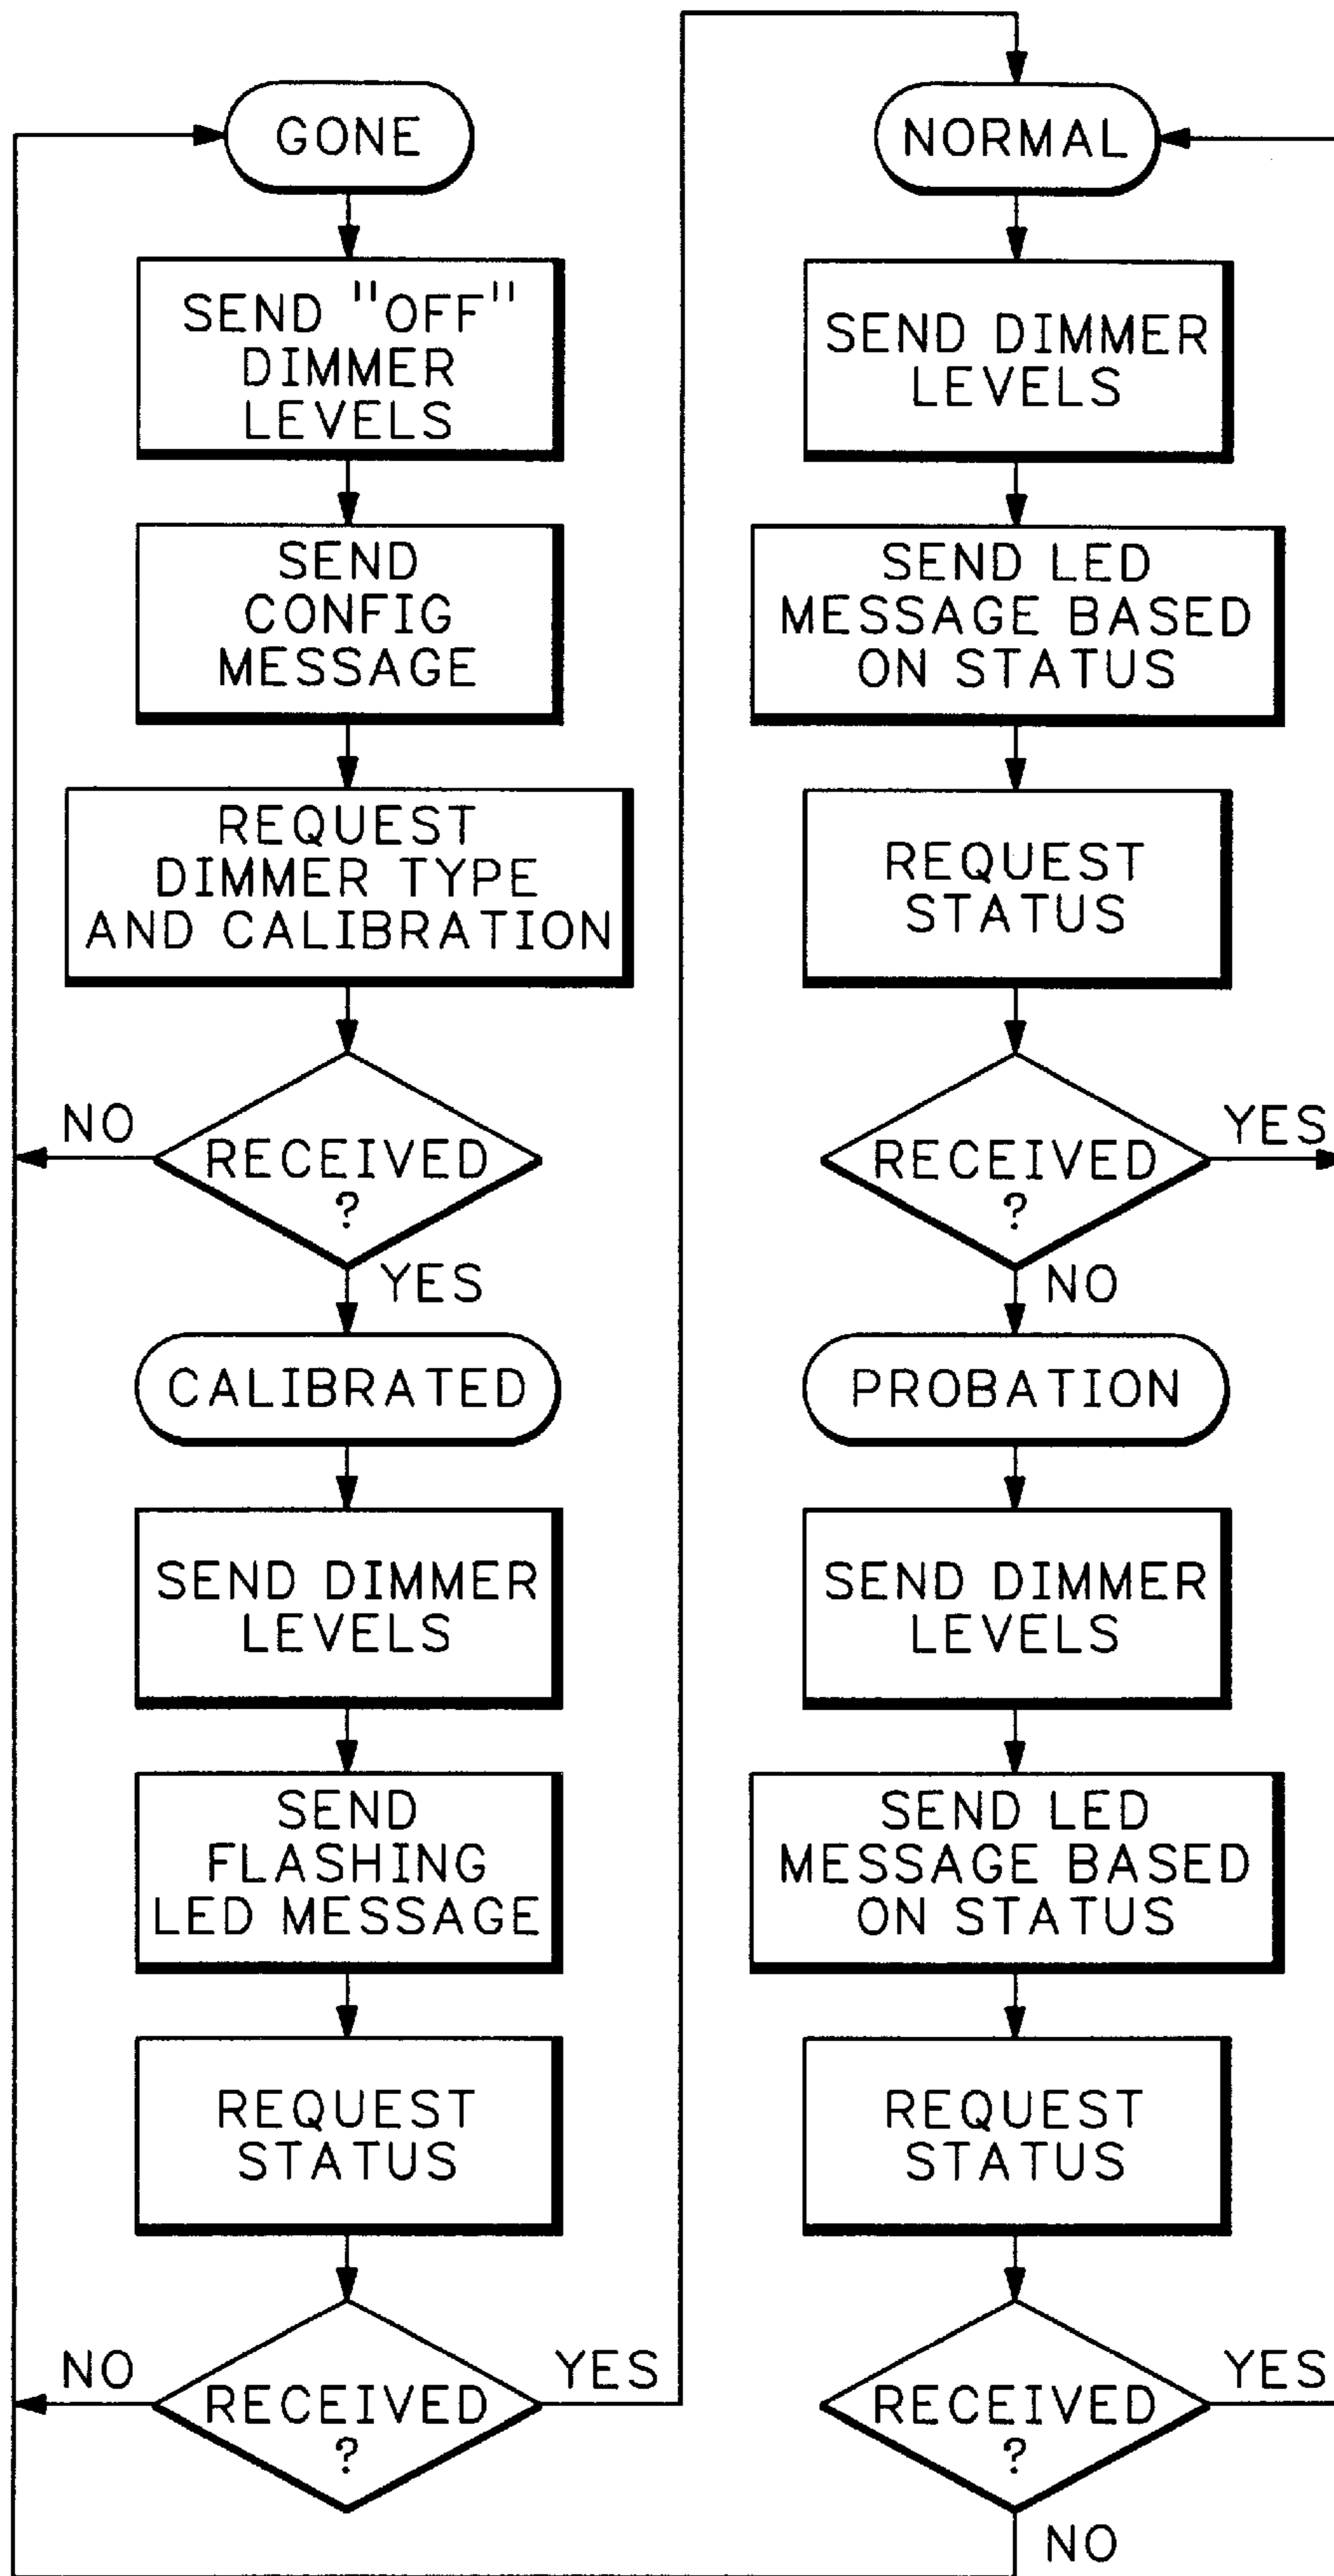 GONE
SEND "OFF"
DIMMER
LEVELS
SEND
CONFIG
MESSAGE
REQUEST
DIMMER TYPE
AND CALIBRATION
NO
RECEIVED
?
YES
CALIBRATED
SEND DIMMER
LEVELS
SEND
FLASHING
LED MESSAGE
REQUEST
STATUS
NO
RECEIVED
?
YES
NORMAL
SEND DIMMER
LEVELS
SEND LED
MESSAGE BASED
ON STATUS
REQUEST
STATUS
RECEIVED
?
YES
NO
PROBATION
SEND DIMMER
LEVELS
SEND LED
MESSAGE BASED
ON STATUS
REQUEST
STATUS
RECEIVED
?
YES
NO